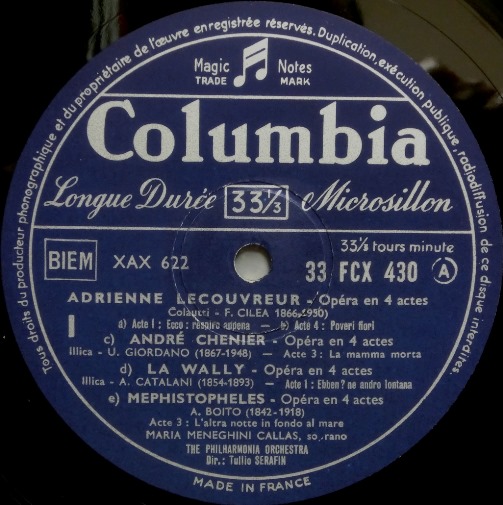 Tous droits du producteur phonographique et du propriétaire de l'œuvre enregistrée réservés. Duplication, exécution publique, radiodiffusion de ce disque interdites.
Magic Notes
TRADE MARK
Columbia
Longue Durée 33⅓ Microsillon
33⅓ tours minute
BIEM XAX 622 33 FCX 430 A
ADRIENNE LECOUVREUR - Opéra en 4 actes
Colautti - F. CILEA 1866-1950)
I
a) Acte I : Ecco : respiro appena — b) Acte 4 : Poveri fiori
c) ANDRÉ CHENIER - Opéra en 4 actes
Illica - U. GIORDANO (1867-1948) - Acte 3 : La mamma morta
d) LA WALLY - Opéra en 4 actes
Illica - A. CATALANI (1854-1893) - Acte I : Ebben ? ne andro lontana
e) MEPHISTOPHELES - Opéra en 4 actes
A. BOITO (1842-1918)
Acte 3 : L'altra notte in fondo al mare
MARIA MENEGHINI CALLAS, soprano
THE PHILHARMONIA ORCHESTRA
Dir.: Tullio SERAFIN
MADE IN FRANCE